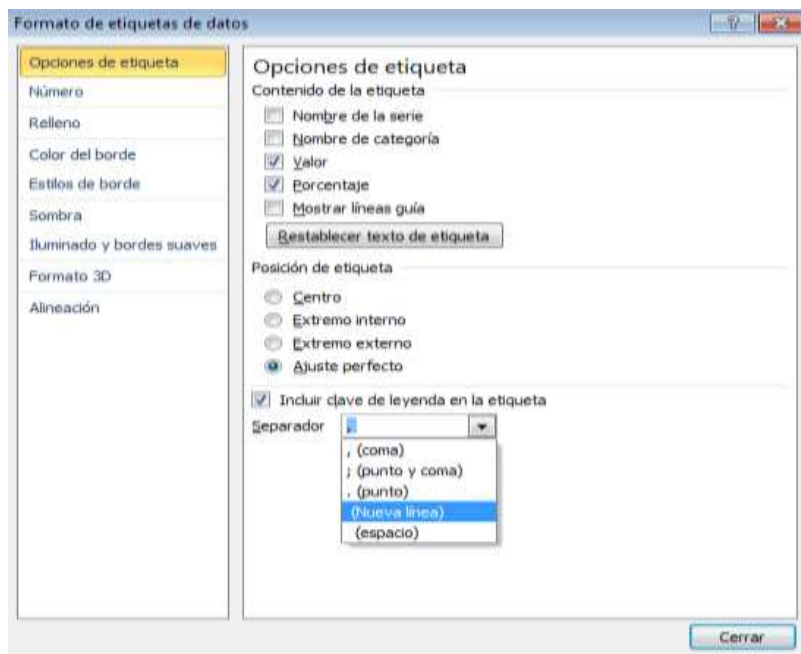 Formato de etiquetas de datos
Opciones de etiqueta
Número
Relleno
Color del borde
Estilos de borde
Sombra
Iluminado y bordes suaves
Formato 3D
Alineación
Opciones de etiqueta
Contenido de la etiqueta
Nombre de la serie
Nombre de categoría
Valor
Porcentaje
Mostrar líneas guía
Restablecer texto de etiqueta
Posición de etiqueta
Centro
Extremo interno
Extremo externo
Ajuste perfecto
Incluir clave de leyenda en la etiqueta
Separador ,
, (coma)
; (punto y coma)
. (punto)
(Nueva línea)
(espacio)
Cerrar